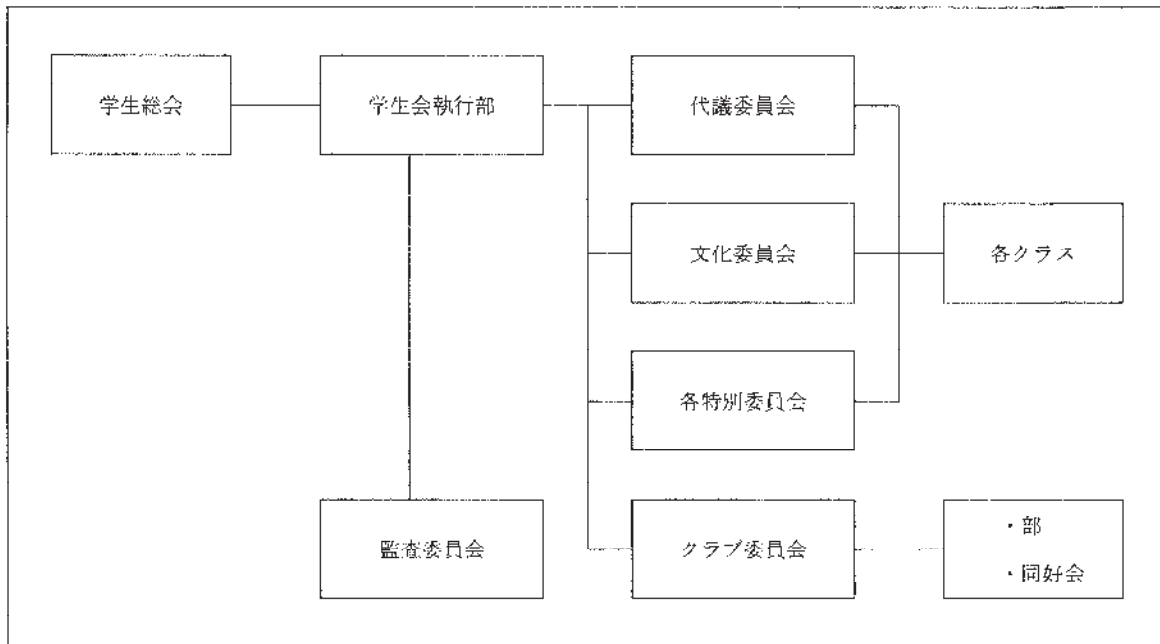 学生総会
学生会執行部
代議委員会
文化委員会
各クラス
各特別委員会
監査委員会
クラブ委員会
・部
・同好会